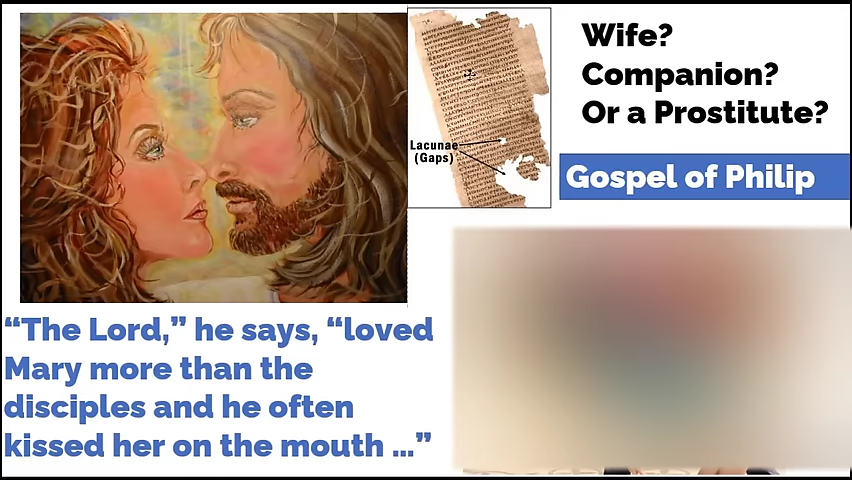 Wife?
Companion?
Or a Prostitute?
Lacunae
(Gaps)
Gospel of Philip
“The Lord,” he says, “loved
Mary more than the
disciples and he often
kissed her on the mouth ...”